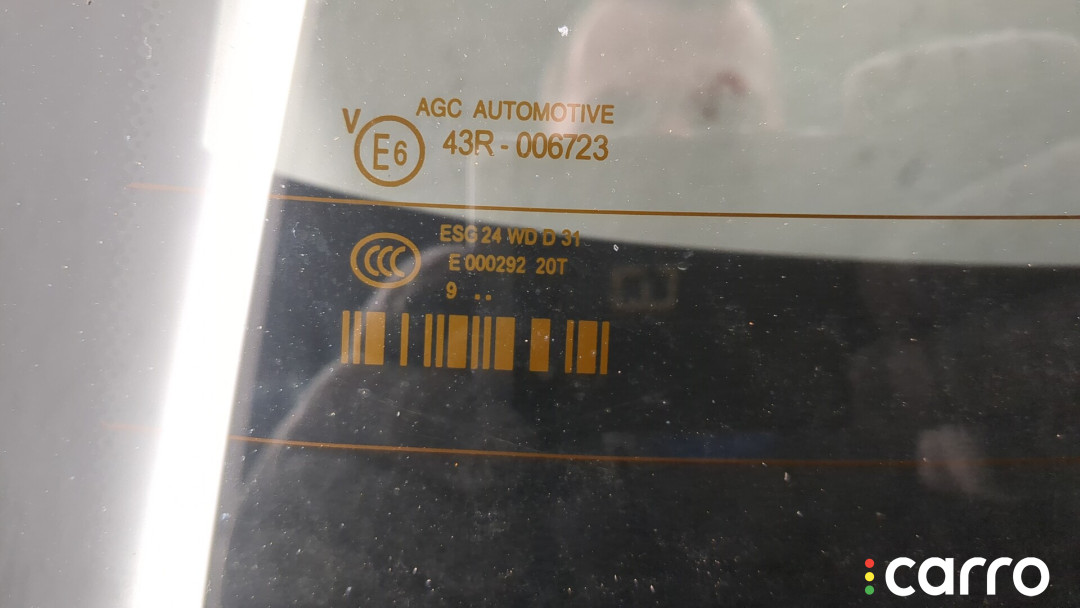 AGC AUTOMOTIVE
V E6 43R - 006723
CCC ESG 24 WD D 31
E 000292 20T
9 ..
carro